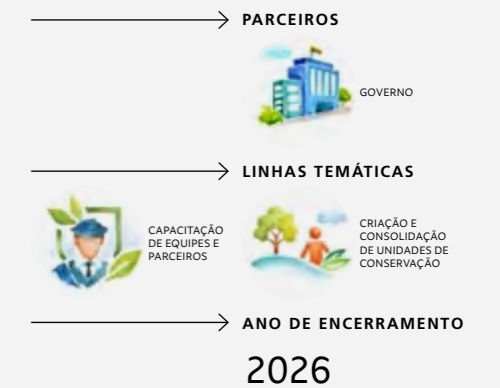 PARCEIROS
GOVERNO
LINHAS TEMÁTICAS
CAPACITAÇÃO
DE EQUIPES E
PARCEIROS
CRIAÇÃO E
CONSOLIDAÇÃO
DE UNIDADES DE
CONSERVAÇÃO
ANO DE ENCERRAMENTO
2026